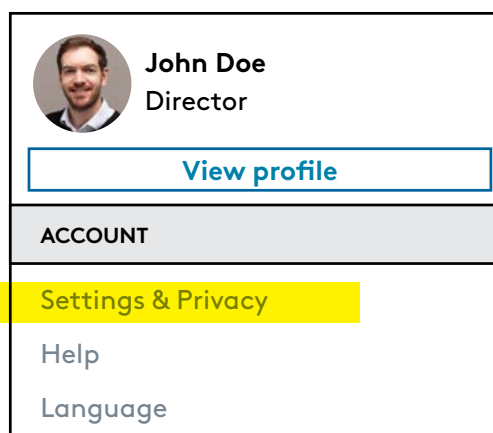 John Doe
Director
View profile
ACCOUNT
Settings & Privacy
Help
Language